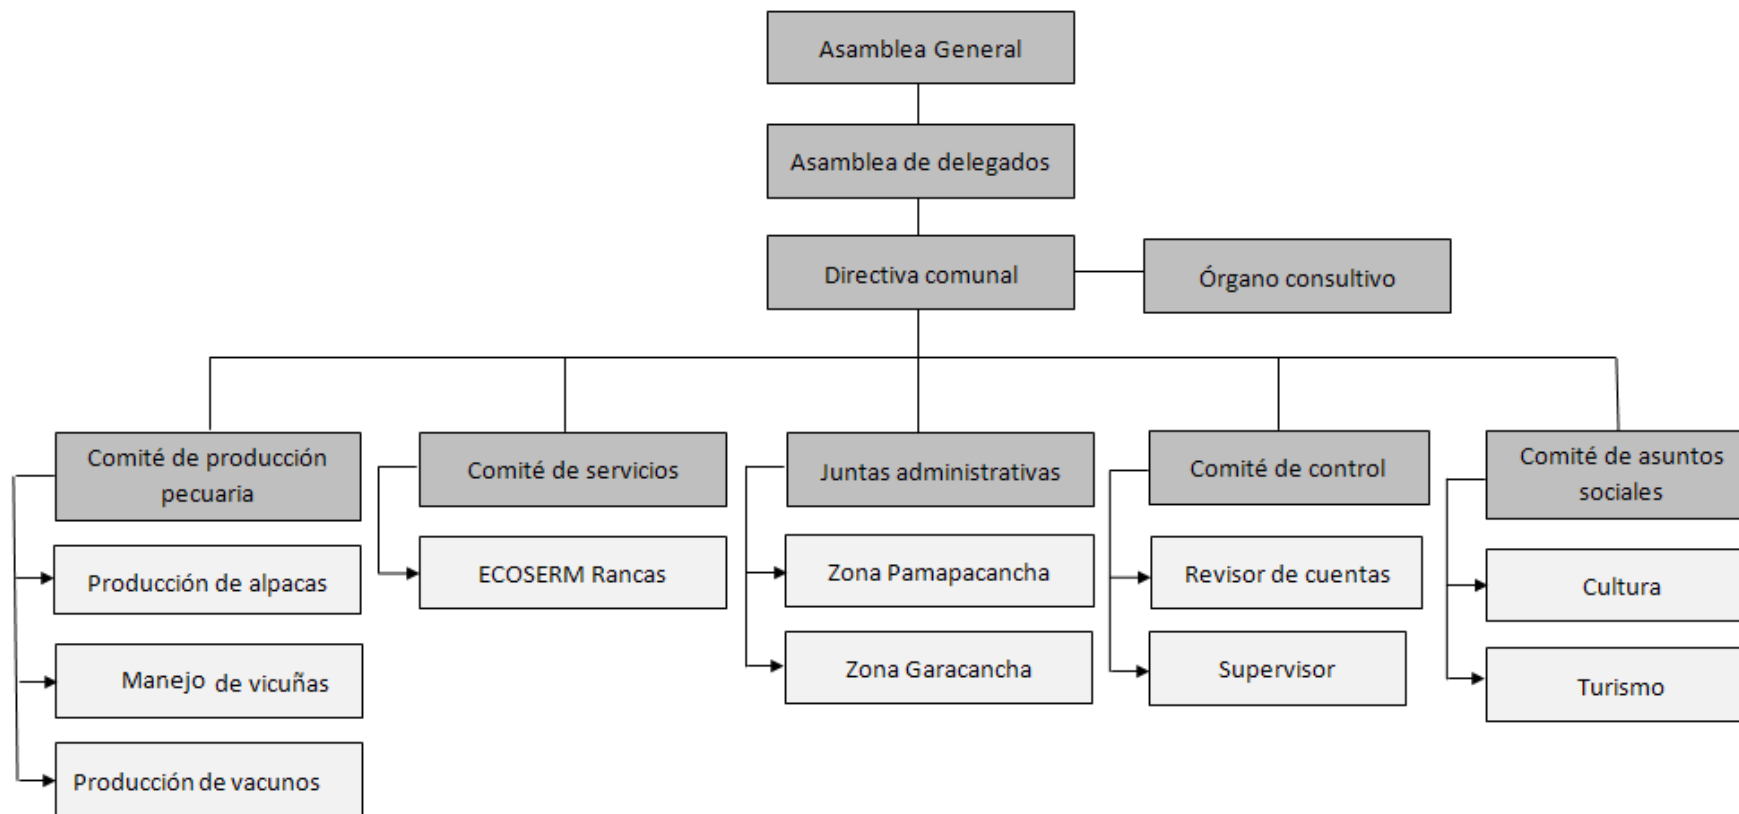 Asamblea General
Asamblea de delegados
Directiva comunal
Órgano consultivo
Comité de producción
pecuaria
Comité de servicios
Juntas administrativas
Comité de control
Comité de asuntos
sociales
Producción de alpacas
ECOSERM Rancas
Zona Pamapacancha
Revisor de cuentas
Cultura
Manejo de vicuñas
Zona Garacancha
Supervisor
Turismo
Producción de vacunos